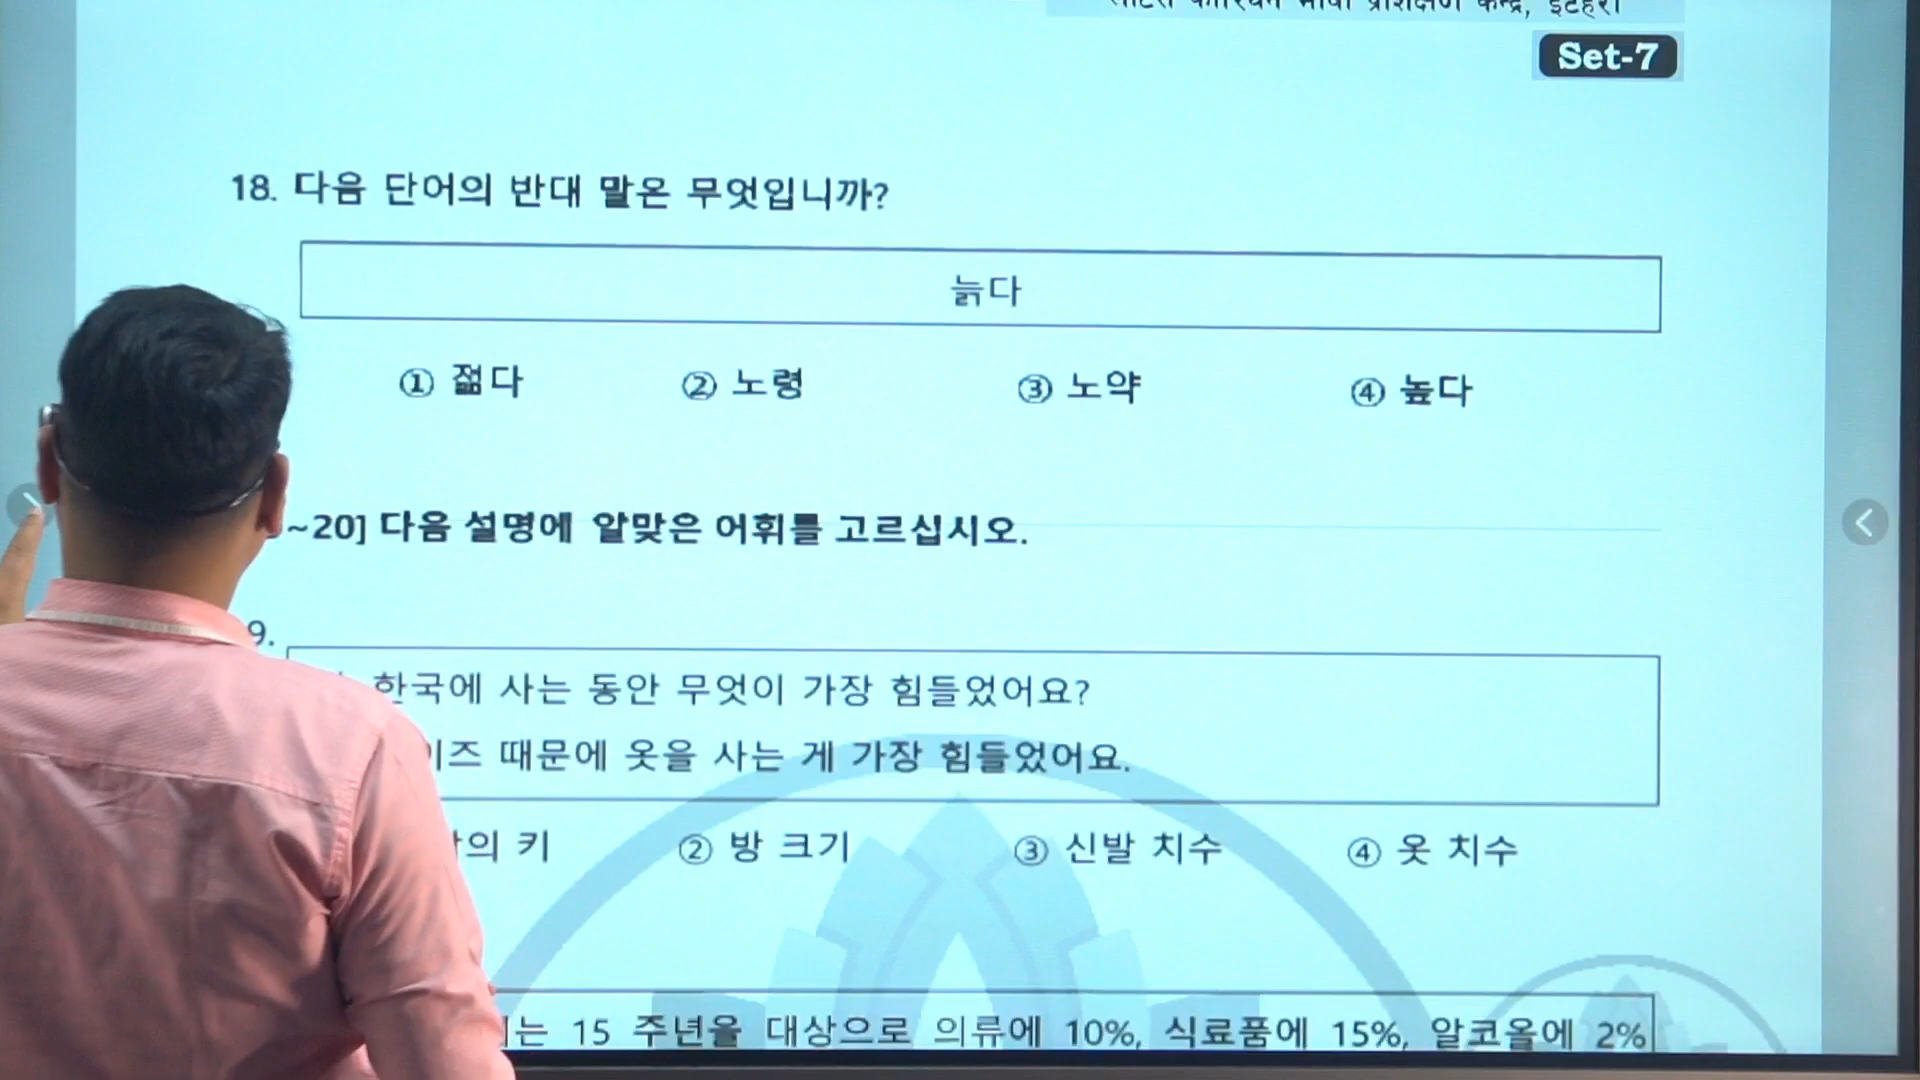 कोरियन भाषा प्रशिक्षण केन्द्र, इटहरी
Set-7
18. 다음 단어의 반대 말은 무엇입니까?
늙다
① 젊다 ② 노령 ③ 노약 ④ 높다
~20] 다음 설명에 알맞은 어휘를 고르십시오.
9.
한국에 사는 동안 무엇이 가장 힘들었어요?
이즈 때문에 옷을 사는 게 가장 힘들었어요.
의 키 ② 방 크기 ③ 신발 치수 ④ 옷 치수
는 15 주년을 대상으로 의류에 10%, 식료품에 15%, 알코올에 2%